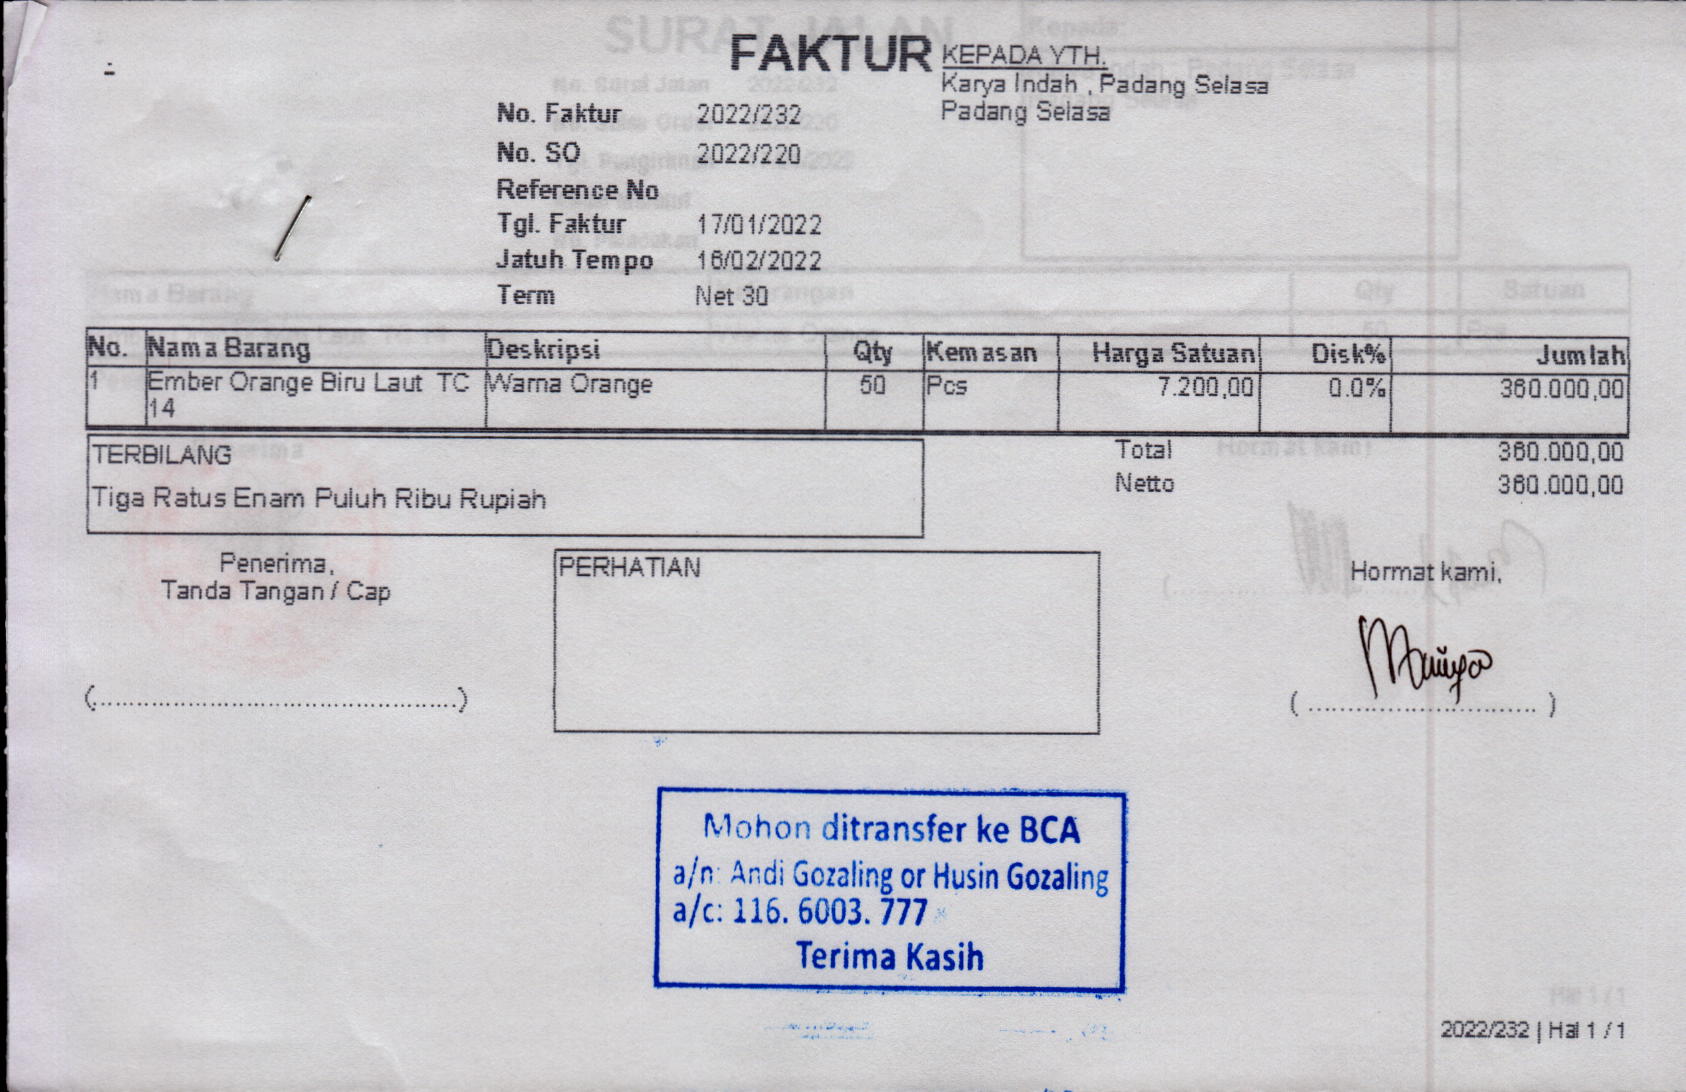 FAKTUR
KEPADA YTH.
Karya Indah , Padang Selasa
Padang Selasa
No. Faktur 2022/232
No. SO 2022/220
Reference No
Tgl. Faktur 17/01/2022
Jatuh Tempo 16/02/2022
Term Net 30
No. Nama Barang Deskripsi Qty Kemasan Harga Satuan Disk% Jumlah
1 Ember Orange Biru Laut TC 14 Warna Orange 50 Pcs 7.200,00 0.0% 360.000,00
TERBILANG
Tiga Ratus Enam Puluh Ribu Rupiah
Total 360.000,00
Netto 360.000,00
Penerima,
Tanda Tangan / Cap
(..............................................)
PERHATIAN
Hormat kami,
( ............................ )
Mohon ditransfer ke BCA
a/n: Andi Gozaling or Husin Gozaling
a/c: 116. 6003. 777
Terima Kasih
2022/232 | Hal 1 / 1